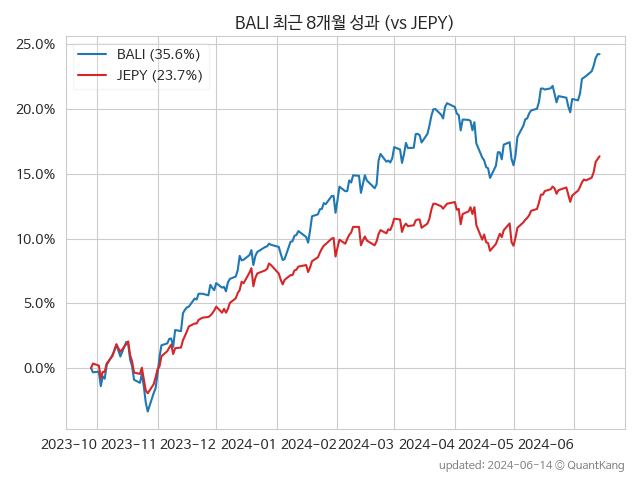 BALI 최근 8개월 성과 (vs JEPY)
25.0%
20.0%
15.0%
10.0%
5.0%
0.0%
BALI (35.6%)
JEPY (23.7%)
2023-10 2023-11 2023-12 2024-01 2024-02 2024-03 2024-04 2024-05 2024-06
updated: 2024-06-14 © QuantKang